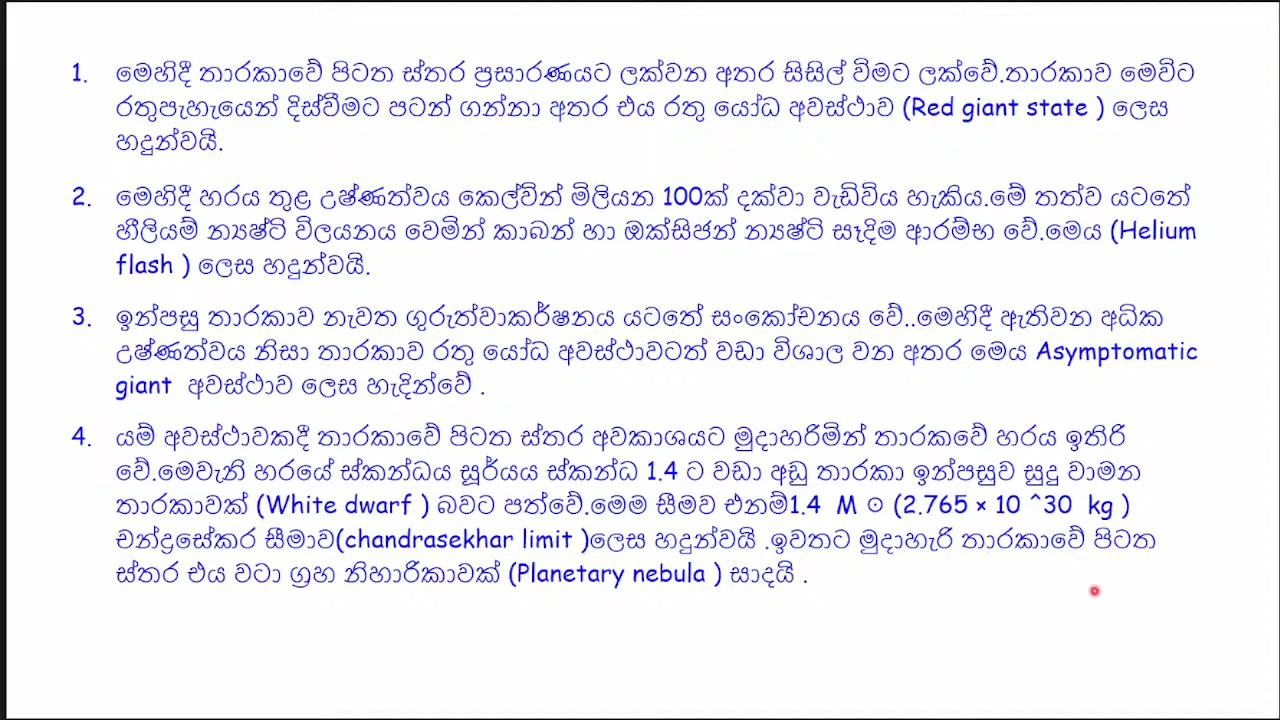 1. මෙහිදී තාරකාවේ පිටත ස්තර ප්‍රසාරණයට ලක්වන අතර සිසිල් වීමට ලක්වේ.තාරකාව මෙවිට
රතුපැහැයෙන් දිස්වීමට පටන් ගන්නා අතර එය රතු යෝධ අවස්ථාව (Red giant state ) ලෙස
හදුන්වයි.
2. මෙහිදී හරය තුළ උෂ්ණත්වය කෙල්වින් මිලියන 100ක් දක්වා වැඩිවිය හැකිය.මේ තත්ව යටතේ
හීලියම් න්‍යෂ්ටි විලයනය වෙමින් කාබන් හා ඔක්සිජන් න්‍යෂ්ටි සෑදිම ආරම්භ වේ.මෙය (Helium
flash ) ලෙස හදුන්වයි.
3. ඉන්පසු තාරකාව නැවත ගුරුත්වාකර්ෂනය යටතේ සංකෝචනය වේ..මෙහිදී ඇතිවන අධික
උෂ්ණත්වය නිසා තාරකාව රතු යෝධ අවස්ථාවටත් වඩා විශාල වන අතර මෙය Asymptomatic
giant අවස්ථාව ලෙස හැදින්වේ .
4. යම් අවස්ථාවකදී තාරකාවේ පිටත ස්තර අවකාශයට මුදාහරිමින් තාරකවේ හරය ඉතිරි
වේ.මෙවැනි හරයේ ස්කන්ධය සූර්යය ස්කන්ධ 1.4 ට වඩා අඩු තාරකා ඉන්පසුව සුදු වාමන
තාරකාවක් (White dwarf ) බවට පත්වේ.මෙම සීමව එනම්1.4 M ⊙ (2.765 × 10 ^30 kg )
චන්ද්‍රසේකර සීමාව(chandrasekhar limit )ලෙස හදුන්වයි .ඉවතට මුදාහැරි තාරකාවේ පිටත
ස්තර එය වටා ග්‍රහ නිහාරිකාවක් (Planetary nebula ) සාදයි .